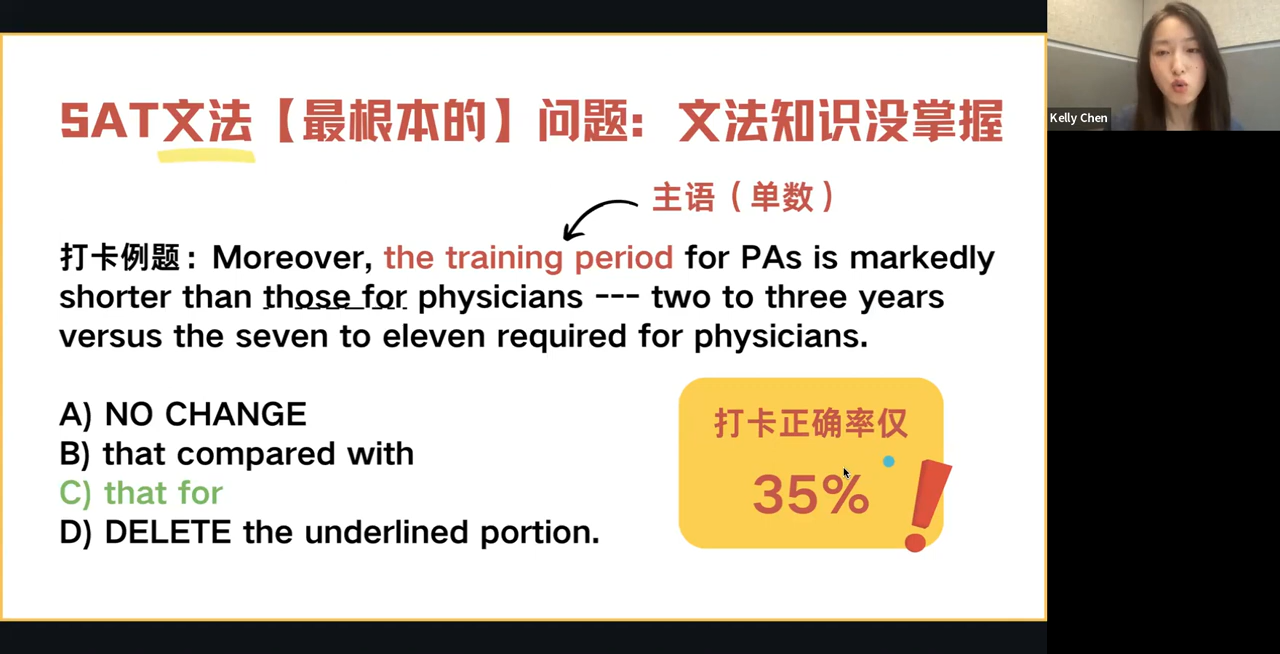 SAT文法【最根本的】问题：文法知识没掌握
主语（单数）
打卡例题：Moreover, the training period for PAs is markedly
shorter than those for physicians --- two to three years
versus the seven to eleven required for physicians.
A) NO CHANGE
B) that compared with
C) that for
D) DELETE the underlined portion.
打卡正确率仅
35%
Kelly Chen